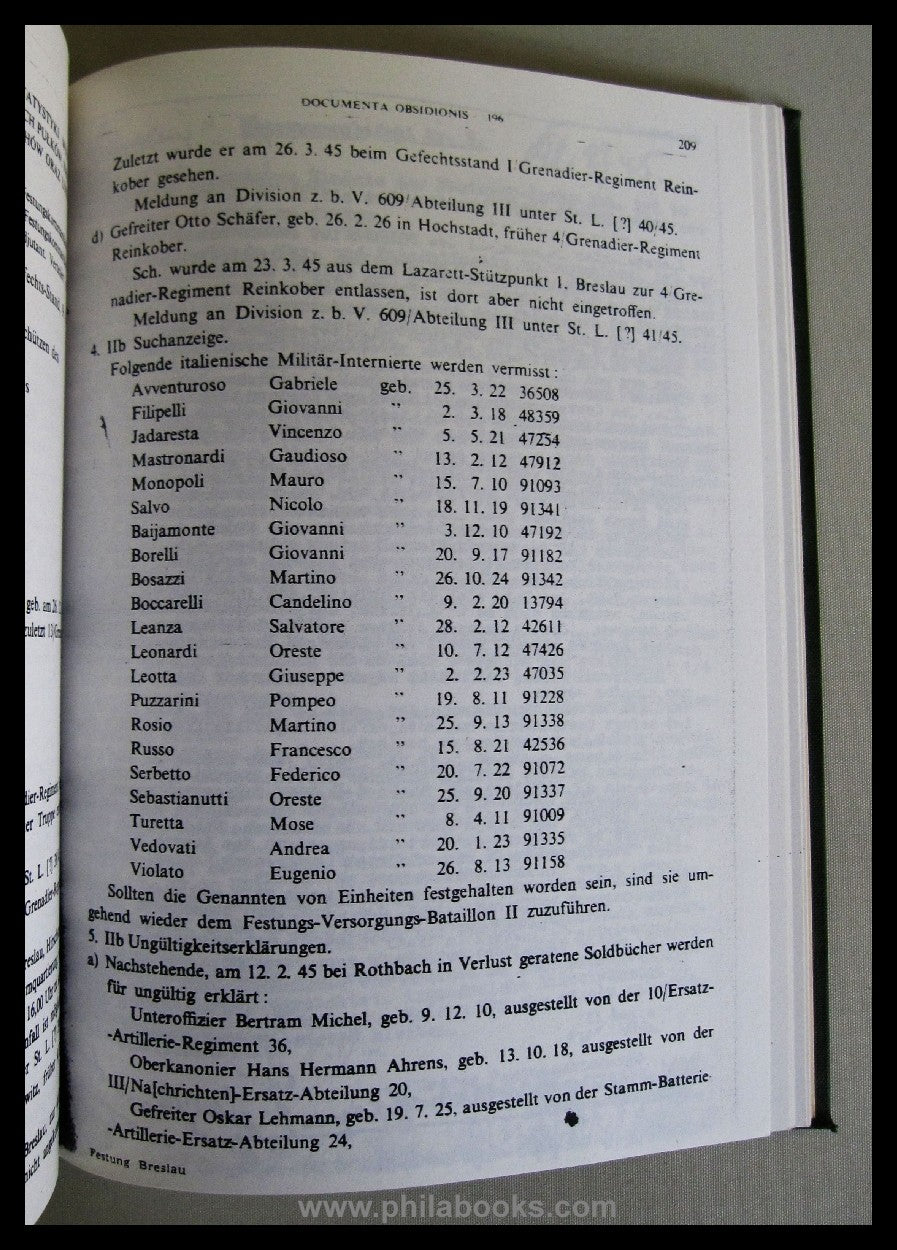 DOCUMENTA OBSIDIONIS 196
209
Zuletzt wurde er am 26. 3. 45 beim Gefechtsstand I Grenadier-Regiment Rein-
kober gesehen.
Meldung an Division z. b. V. 609/Abteilung III unter St. L. [?] 40/45.
d) Gefreiter Otto Schäfer, geb. 26. 2. 26 in Hochstadt, früher 4/Grenadier-Regiment
Reinkober.
Sch. wurde am 23. 3. 45 aus dem Lazarett-Stützpunkt 1. Breslau zur 4 Gre-
nadier-Regiment Reinkober entlassen, ist dort aber nicht eingetroffen.
Meldung an Division z. b. V. 609/Abteilung III unter St. L. [?] 41/45.
4. IIb Suchanzeige.
Folgende italienische Militär-Internierte werden vermisst :
Avventuroso Gabriele geb. 25. 3. 22 36508
Filipelli Giovanni ,, 2. 3. 18 48359
Jadaresta Vincenzo ,, 5. 5. 21 47254
Mastronardi Gaudioso ,, 13. 2. 12 47912
Monopoli Mauro ,, 15. 7. 10 91093
Salvo Nicolo ,, 18. 11. 19 91341
Baijamonte Giovanni ,, 3. 12. 10 47192
Borelli Giovanni ,, 20. 9. 17 91182
Bosazzi Martino ,, 26. 10. 24 91342
Boccarelli Candelino ,, 9. 2. 20 13794
Leanza Salvatore ,, 28. 2. 12 42611
Leonardi Oreste ,, 10. 7. 12 47426
Leotta Giuseppe ,, 2. 2. 23 47035
Puzzarini Pompeo ,, 19. 8. 11 91228
Rosio Martino ,, 25. 9. 13 91338
Russo Francesco ,, 15. 8. 21 42536
Serbetto Federico ,, 20. 7. 22 91072
Sebastianutti Oreste ,, 25. 9. 20 91337
Turetta Mose ,, 8. 4. 11 91009
Vedovati Andrea ,, 20. 1. 23 91335
Violato Eugenio ,, 26. 8. 13 91158
Sollten die Genannten von Einheiten festgehalten worden sein, sind sie um-
gehend wieder dem Festungs-Versorgungs-Bataillon II zuzuführen.
5. IIb Ungültigkeitserklärungen.
a) Nachstehende, am 12. 2. 45 bei Rothbach in Verlust geratene Soldbücher werden
für ungültig erklärt :
Unteroffizier Bertram Michel, geb. 9. 12. 10, ausgestellt von der 10/Ersatz-
-Artillerie-Regiment 36,
Oberkanonier Hans Hermann Ahrens, geb. 13. 10. 18, ausgestellt von der
III/Na[chrichten]-Ersatz-Abteilung 20,
Gefreiter Oskar Lehmann, geb. 19. 7. 25, ausgestellt von der Stamm-Batterie-
-Artillerie-Ersatz-Abteilung 24,
Festung Breslau
www.philabooks.com